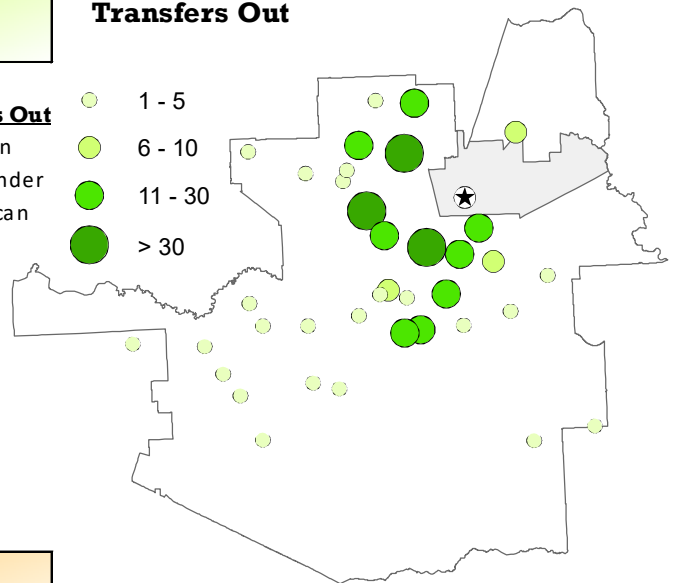 Transfers Out
s Out
n
nder
can
1 - 5
6 - 10
11 - 30
> 30